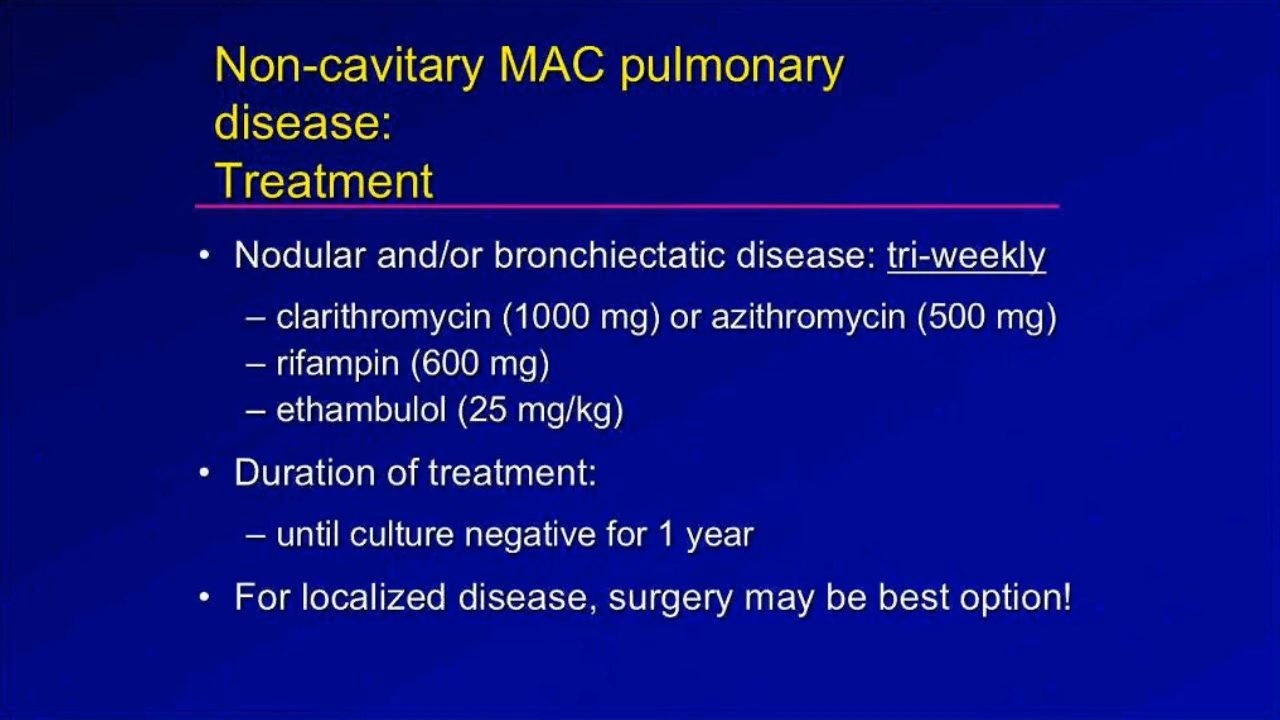 Non-cavitary MAC pulmonary
disease:
Treatment
• Nodular and/or bronchiectatic disease: tri-weekly
– clarithromycin (1000 mg) or azithromycin (500 mg)
– rifampin (600 mg)
– ethambulol (25 mg/kg)
• Duration of treatment:
– until culture negative for 1 year
• For localized disease, surgery may be best option!